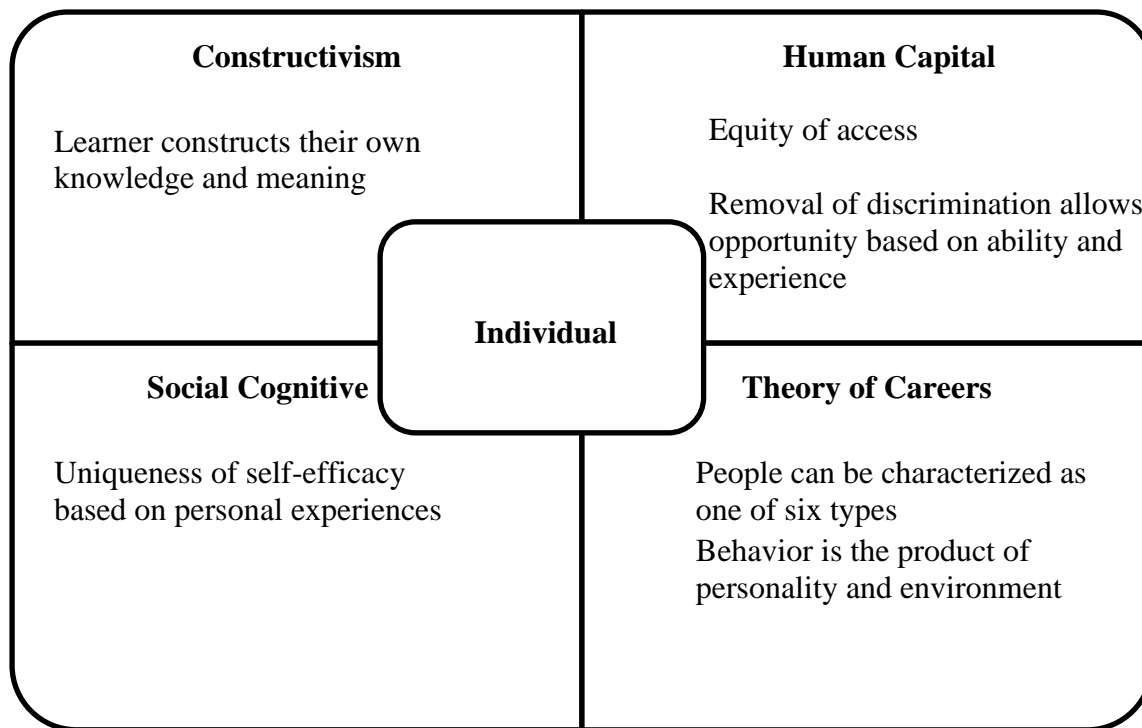 Constructivism
Learner constructs their own
knowledge and meaning
Human Capital
Equity of access
Removal of discrimination allows
opportunity based on ability and
experience
Individual
Social Cognitive
Uniqueness of self-efficacy
based on personal experiences
Theory of Careers
People can be characterized as
one of six types
Behavior is the product of
personality and environment